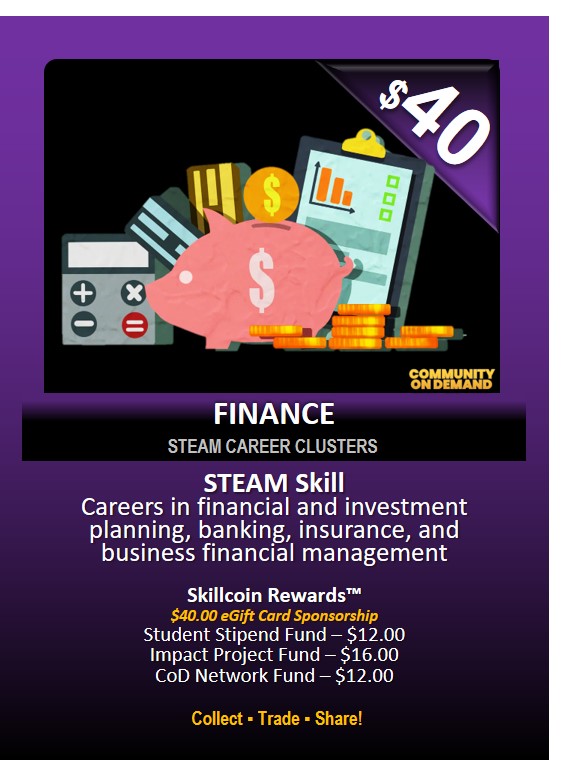 $40
$
$
COMMUNITY
ON DEMAND
FINANCE
STEAM CAREER CLUSTERS
STEAM Skill
Careers in financial and investment
planning, banking, insurance, and
business financial management
Skillcoin Rewards™
$40.00 eGift Card Sponsorship
Student Stipend Fund – $12.00
Impact Project Fund – $16.00
CoD Network Fund – $12.00
Collect ▪ Trade ▪ Share!